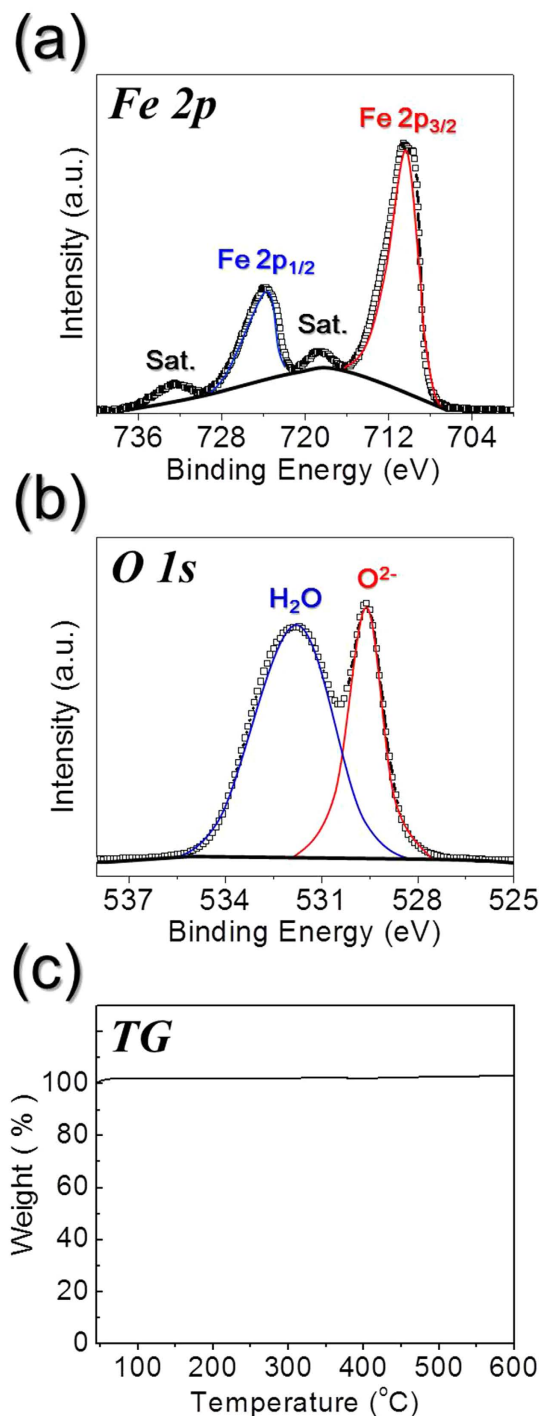 (a)
Fe 2p
Fe 2p3/2
Fe 2p1/2
Sat.
Sat.
Intensity (a.u.)
736 728 720 712 704
Binding Energy (eV)
(b)
O 1s
O2-
H2O
Intensity (a.u.)
537 534 531 528 525
Binding Energy (eV)
(c)
TG
100
80
60
40
20
0
Weight ( % )
100 200 300 400 500 600
Temperature (°C)